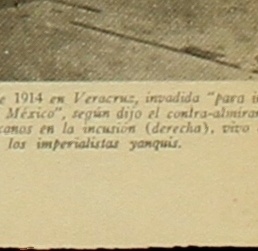 e 1914 en Veracruz, invadida "para i
México", según dijo el contra-almiran
canos en la incusión (derecha), vivo
los imperialistas yanquis.